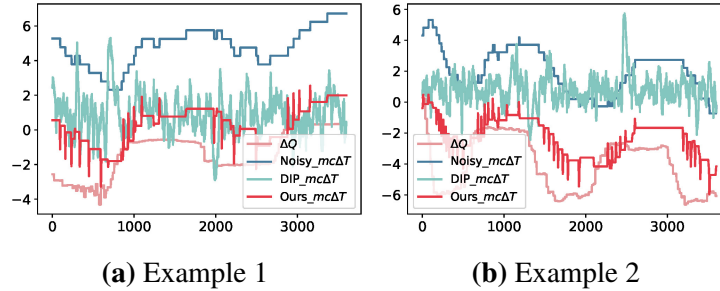 6
4
2
0
−2
−4
0
1000
2000
3000
ΔQ
Noisy_mcΔT
DIP_mcΔT
Ours_mcΔT
(a) Example 1
6
4
2
0
−2
−4
−6
0
1000
2000
3000
ΔQ
Noisy_mcΔT
DIP_mcΔT
Ours_mcΔT
(b) Example 2